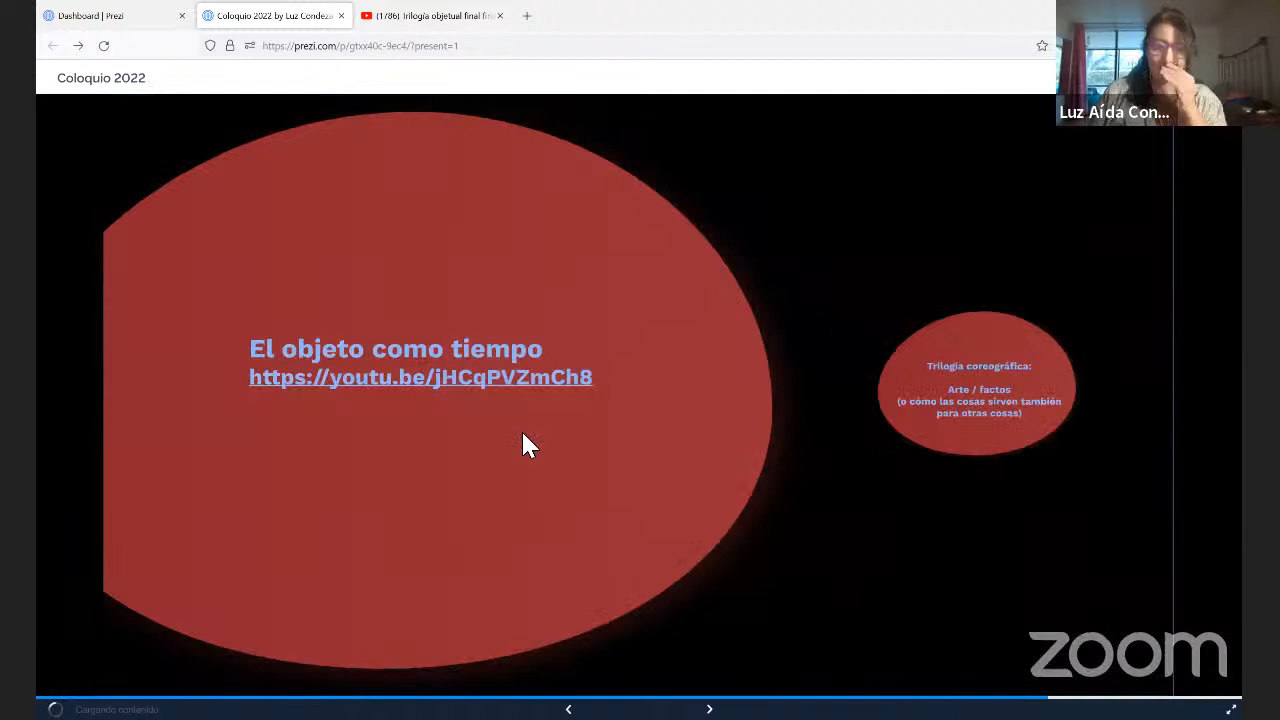 Dashboard | Prezi
Coloquio 2022 by Luz Condeza
(1786) Trilogía objetual final fin
https://prezi.com/p/gtxx40c-9ec4/?present=1
Coloquio 2022
Luz Aída Con...
El objeto como tiempo
https://youtu.be/jHCqPVZmCh8
Trilogía coreográfica:
Arte / factos
(o cómo las cosas sirven también
para otras cosas)
zoom
Cargando contenido